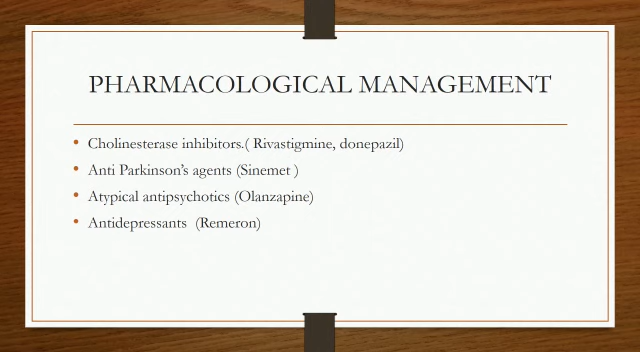 PHARMACOLOGICAL MANAGEMENT
• Cholinesterase inhibitors.( Rivastigmine, donepazil)
• Anti Parkinson’s agents (Sinemet )
• Atypical antipsychotics (Olanzapine)
• Antidepressants  (Remeron)